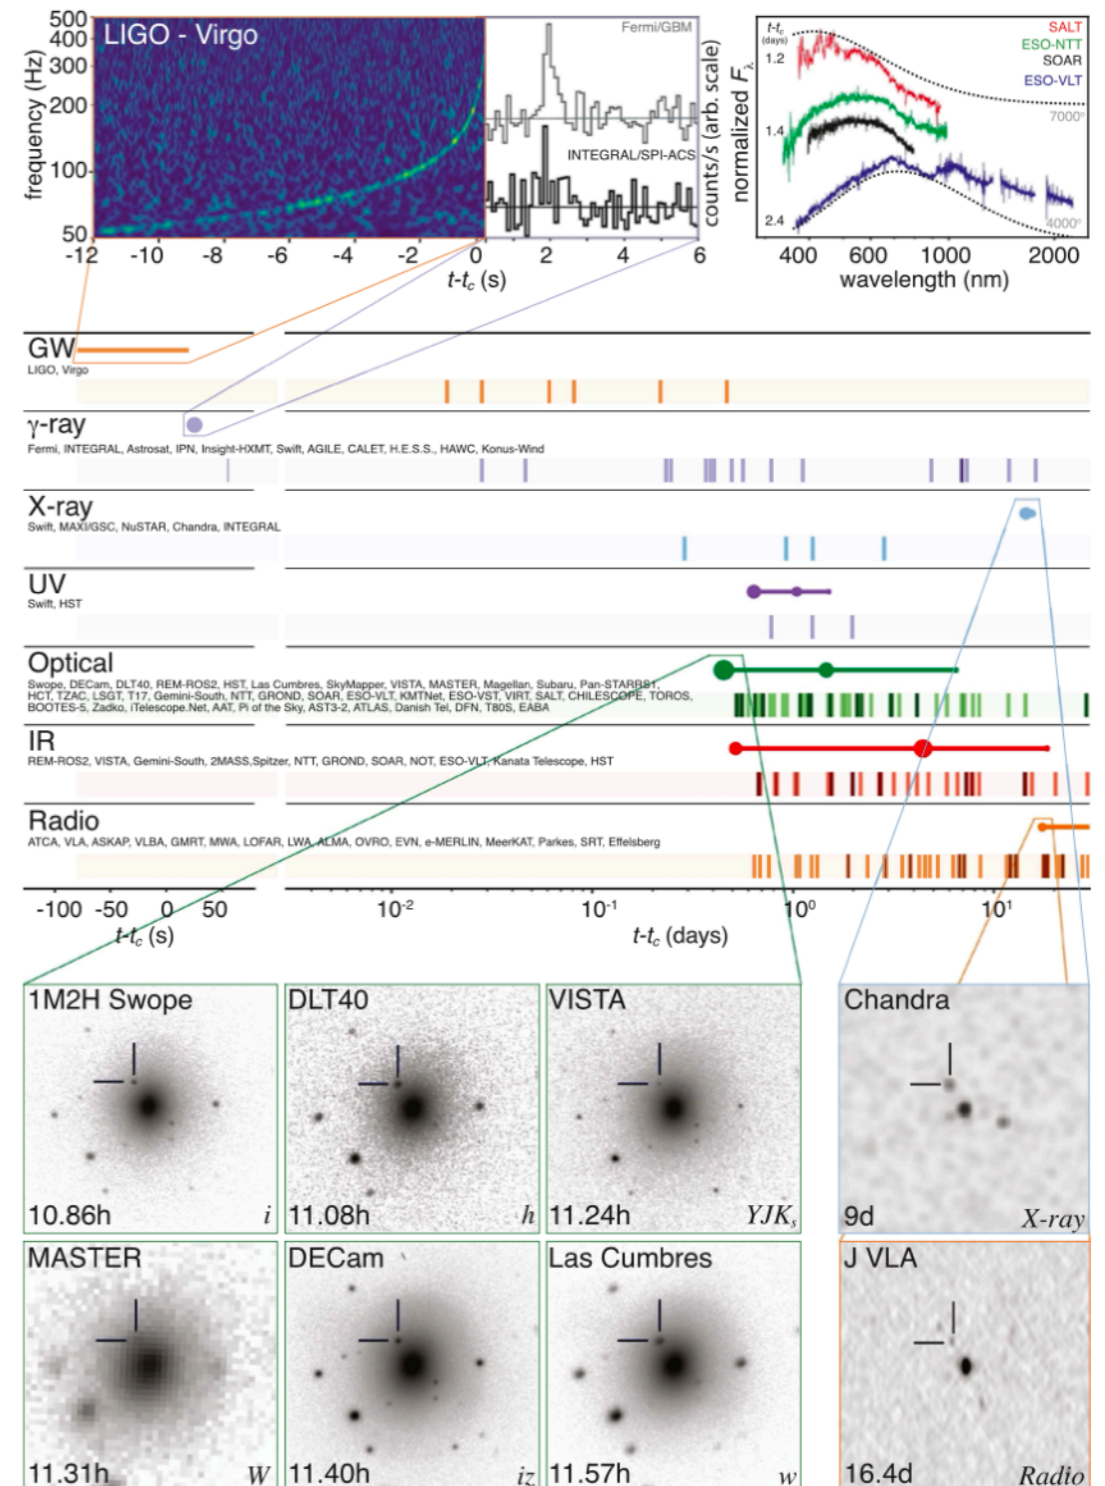 LIGO - Virgo
frequency (Hz)
500
400
300
200
100
50
-12 -10 -8 -6 -4 -2 0 2 4 6
t-tc (s)
Fermi/GBM
INTEGRAL/SPI-ACS
counts/s (arb. scale)
normalized Fλ
t-tc
(days)
1.2
1.4
2.4
SALT
ESO-NTT
SOAR
ESO-VLT
7000°
4000°
400 600 1000 2000
wavelength (nm)
GW
LIGO, Virgo
γ-ray
Fermi, INTEGRAL, Astrosat, IPN, Insight-HXMT, Swift, AGILE, CALET, H.E.S.S., HAWC, Konus-Wind
X-ray
Swift, MAXI/GSC, NuSTAR, Chandra, INTEGRAL
UV
Swift, HST
Optical
Swope, DECam, DLT40, REM-ROS2, HST, Las Cumbres, SkyMapper, VISTA, MASTER, Magellan, Subaru, Pan-STARRS1,
HCT, TZAC, LSGT, T17, Gemini-South, NTT, GROND, SOAR, ESO-VLT, KMTNet, ESO-VST, VIRT, SALT, CHILESCOPE, TOROS,
BOOTES-5, Zadko, iTelescope.Net, AAT, Pi of the Sky, AST3-2, ATLAS, Danish Tel, DFN, T80S, EABA
IR
REM-ROS2, VISTA, Gemini-South, 2MASS,Spitzer, NTT, GROND, SOAR, NOT, ESO-VLT, Kanata Telescope, HST
Radio
ATCA, VLA, ASKAP, VLBA, GMRT, MWA, LOFAR, LWA, ALMA, OVRO, EVN, e-MERLIN, MeerKAT, Parkes, SRT, Effelsberg
-100 -50 0 50 10⁻² 10⁻¹ 10⁰ 10¹
t-tc (s) t-tc (days)
1M2H Swope
10.86h i
DLT40
11.08h h
VISTA
11.24h YJKs
Chandra
9d X-ray
MASTER
11.31h W
DECam
11.40h iz
Las Cumbres
11.57h w
J VLA
16.4d Radio